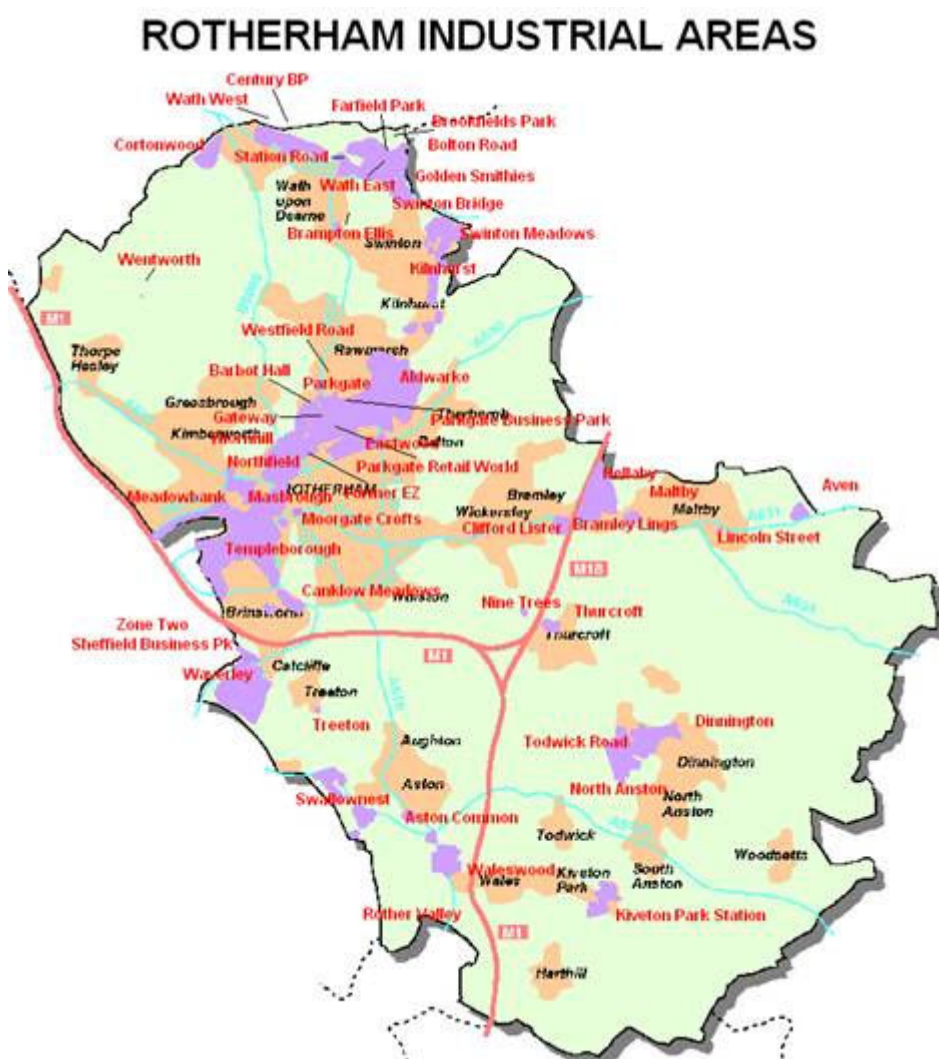 ROTHERHAM INDUSTRIAL AREAS
Century BP
Wath West
Farfield Park
Brookfields Park
Cortonwood
Station Road
Bolton Road
Wath East
Golden Smithies
Wath
upon
Dearne
Swinton Bridge
Brampton Ellis
Swinton
Swinton Meadows
Wentworth
Kilnhurst
Kilnhurst
M1
Westfield Road
Rawmarsh
Thorpe
Hesley
Barbot Hall
Parkgate
Aldwarke
Greasbrough
Gateway
Parkgate Business Park
Kimberworth
Eastwood
Dalton
Northfield
Parkgate Retail World
Hellaby
ROTHERHAM
Meadowbank
Masbrough
Former EZ
Bramley
Maltby
Maltby
Aven
Moorgate Crofts
Wickersley
Clifford Lister
Bramley Lings
A631
Lincoln Street
Templeborough
M18
Canklow Meadows
A634
Brinsworth
Nine Trees
Thurcroft
Zone Two
Sheffield Business Pk
M1
Thurcroft
Waverley
Catcliffe
Treeton
Treeton
Dinnington
Aughton
Todwick Road
Dinnington
Aston
North Anston
Swallownest
North
Anston
Aston Common
Todwick
Woodsetts
Waleswood
Wales
Kiveton
Park
South
Anston
Rother Valley
Kiveton Park Station
M1
Harthill